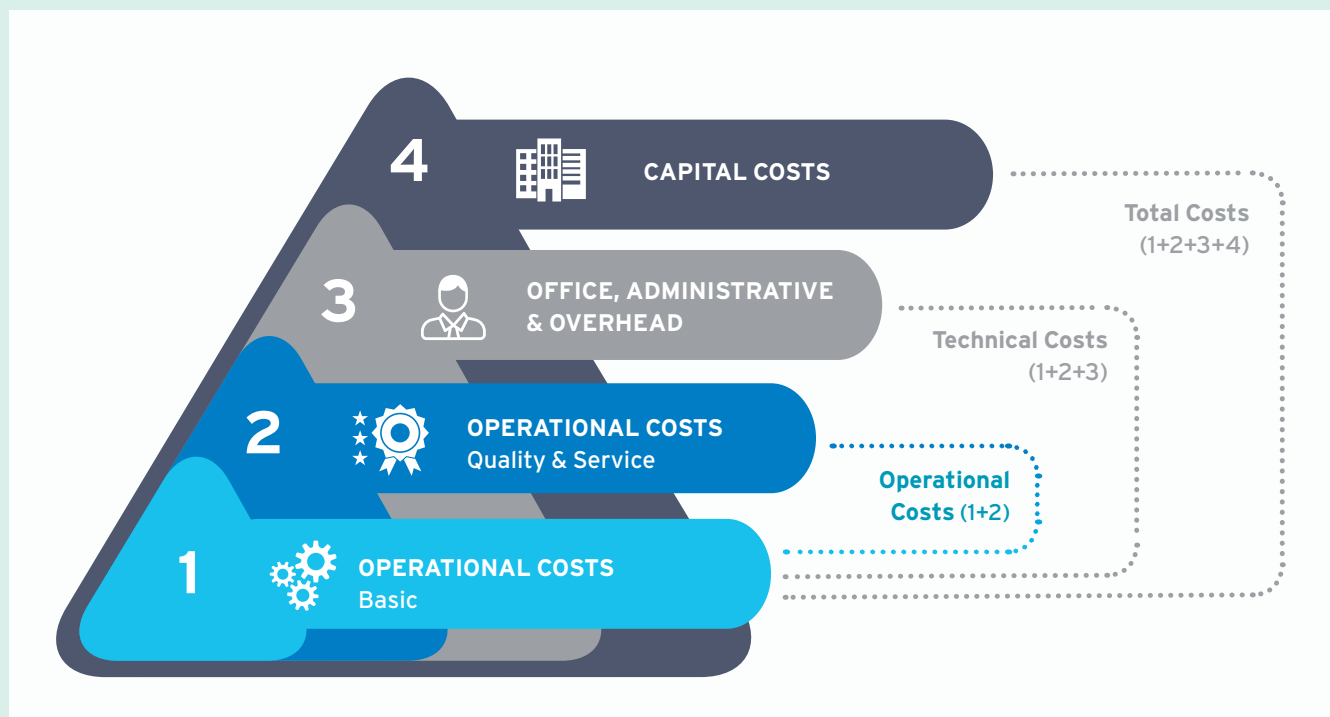 4
CAPITAL COSTS
Total Costs
(1+2+3+4)
3
OFFICE, ADMINISTRATIVE
& OVERHEAD
Technical Costs
(1+2+3)
2
OPERATIONAL COSTS
Quality & Service
Operational
Costs (1+2)
1
OPERATIONAL COSTS
Basic